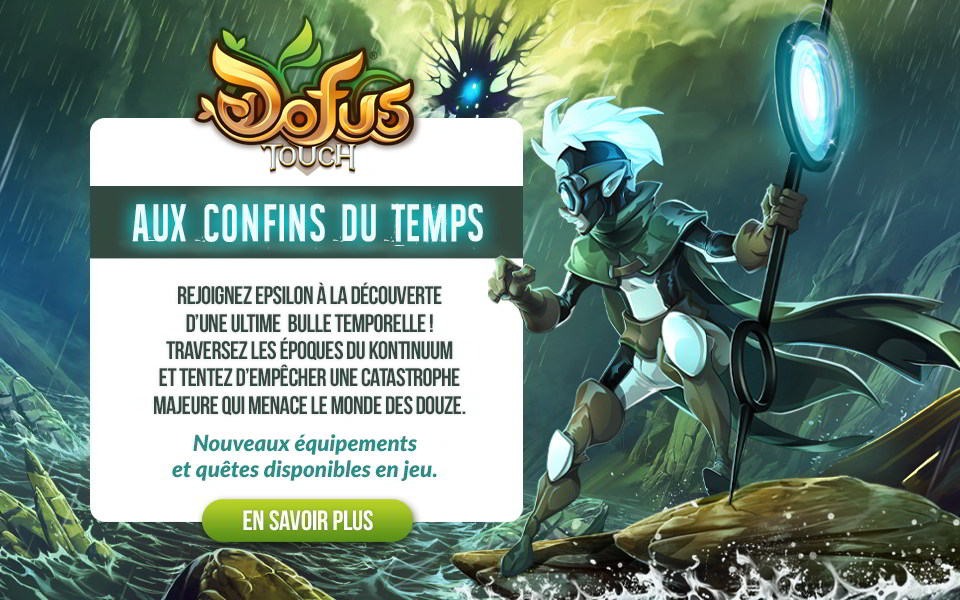 Dofus
TOUCH
AUX CONFINS DU TEMPS
REJOIGNEZ EPSILON À LA DÉCOUVERTE
D'UNE ULTIME BULLE TEMPORELLE !
TRAVERSEZ LES ÉPOQUES DU KONTINUUM
ET TENTEZ D'EMPÊCHER UNE CATASTROPHE
MAJEURE QUI MENACE LE MONDE DES DOUZE.
Nouveaux équipements
et quêtes disponibles en jeu.
EN SAVOIR PLUS